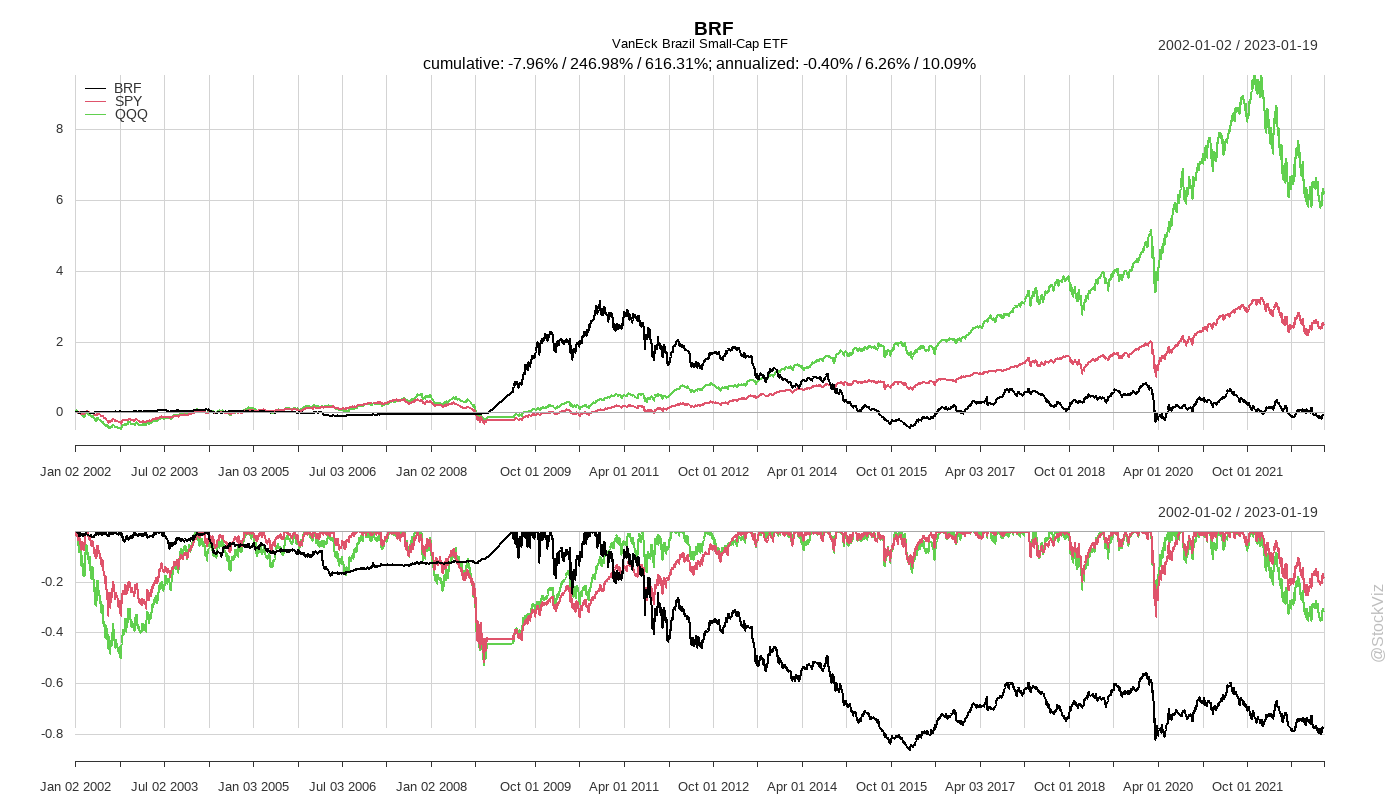 BRF
VanEck Brazil Small-Cap ETF
2002-01-02 / 2023-01-19
cumulative: -7.96% / 246.98% / 616.31%; annualized: -0.40% / 6.26% / 10.09%
BRF
SPY
QQQ
8
6
4
2
0
Jan 02 2002 Jul 02 2003 Jan 03 2005 Jul 03 2006 Jan 02 2008 Oct 01 2009 Apr 01 2011 Oct 01 2012 Apr 01 2014 Oct 01 2015 Apr 03 2017 Oct 01 2018 Apr 01 2020 Oct 01 2021
2002-01-02 / 2023-01-19
-0.2
-0.4
-0.6
-0.8
Jan 02 2002 Jul 02 2003 Jan 03 2005 Jul 03 2006 Jan 02 2008 Oct 01 2009 Apr 01 2011 Oct 01 2012 Apr 01 2014 Oct 01 2015 Apr 03 2017 Oct 01 2018 Apr 01 2020 Oct 01 2021
@StockViz